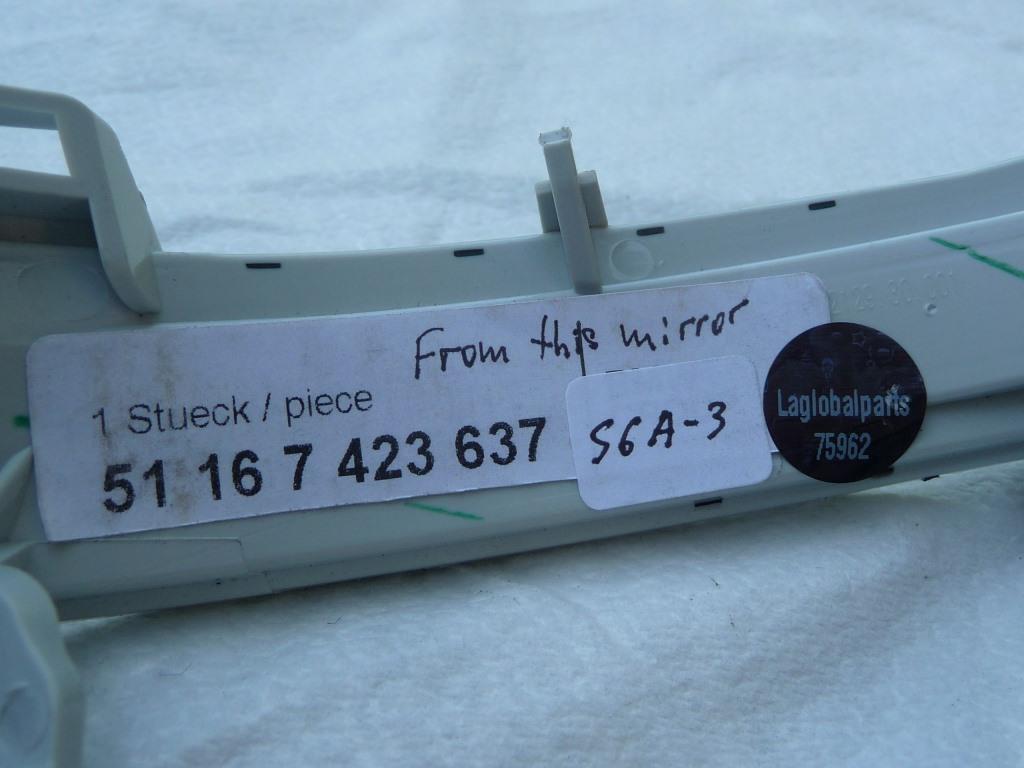 From this mirror
1 Stueck / piece
51 16 7 423 637
S6A-3
Laglobalparts
75962